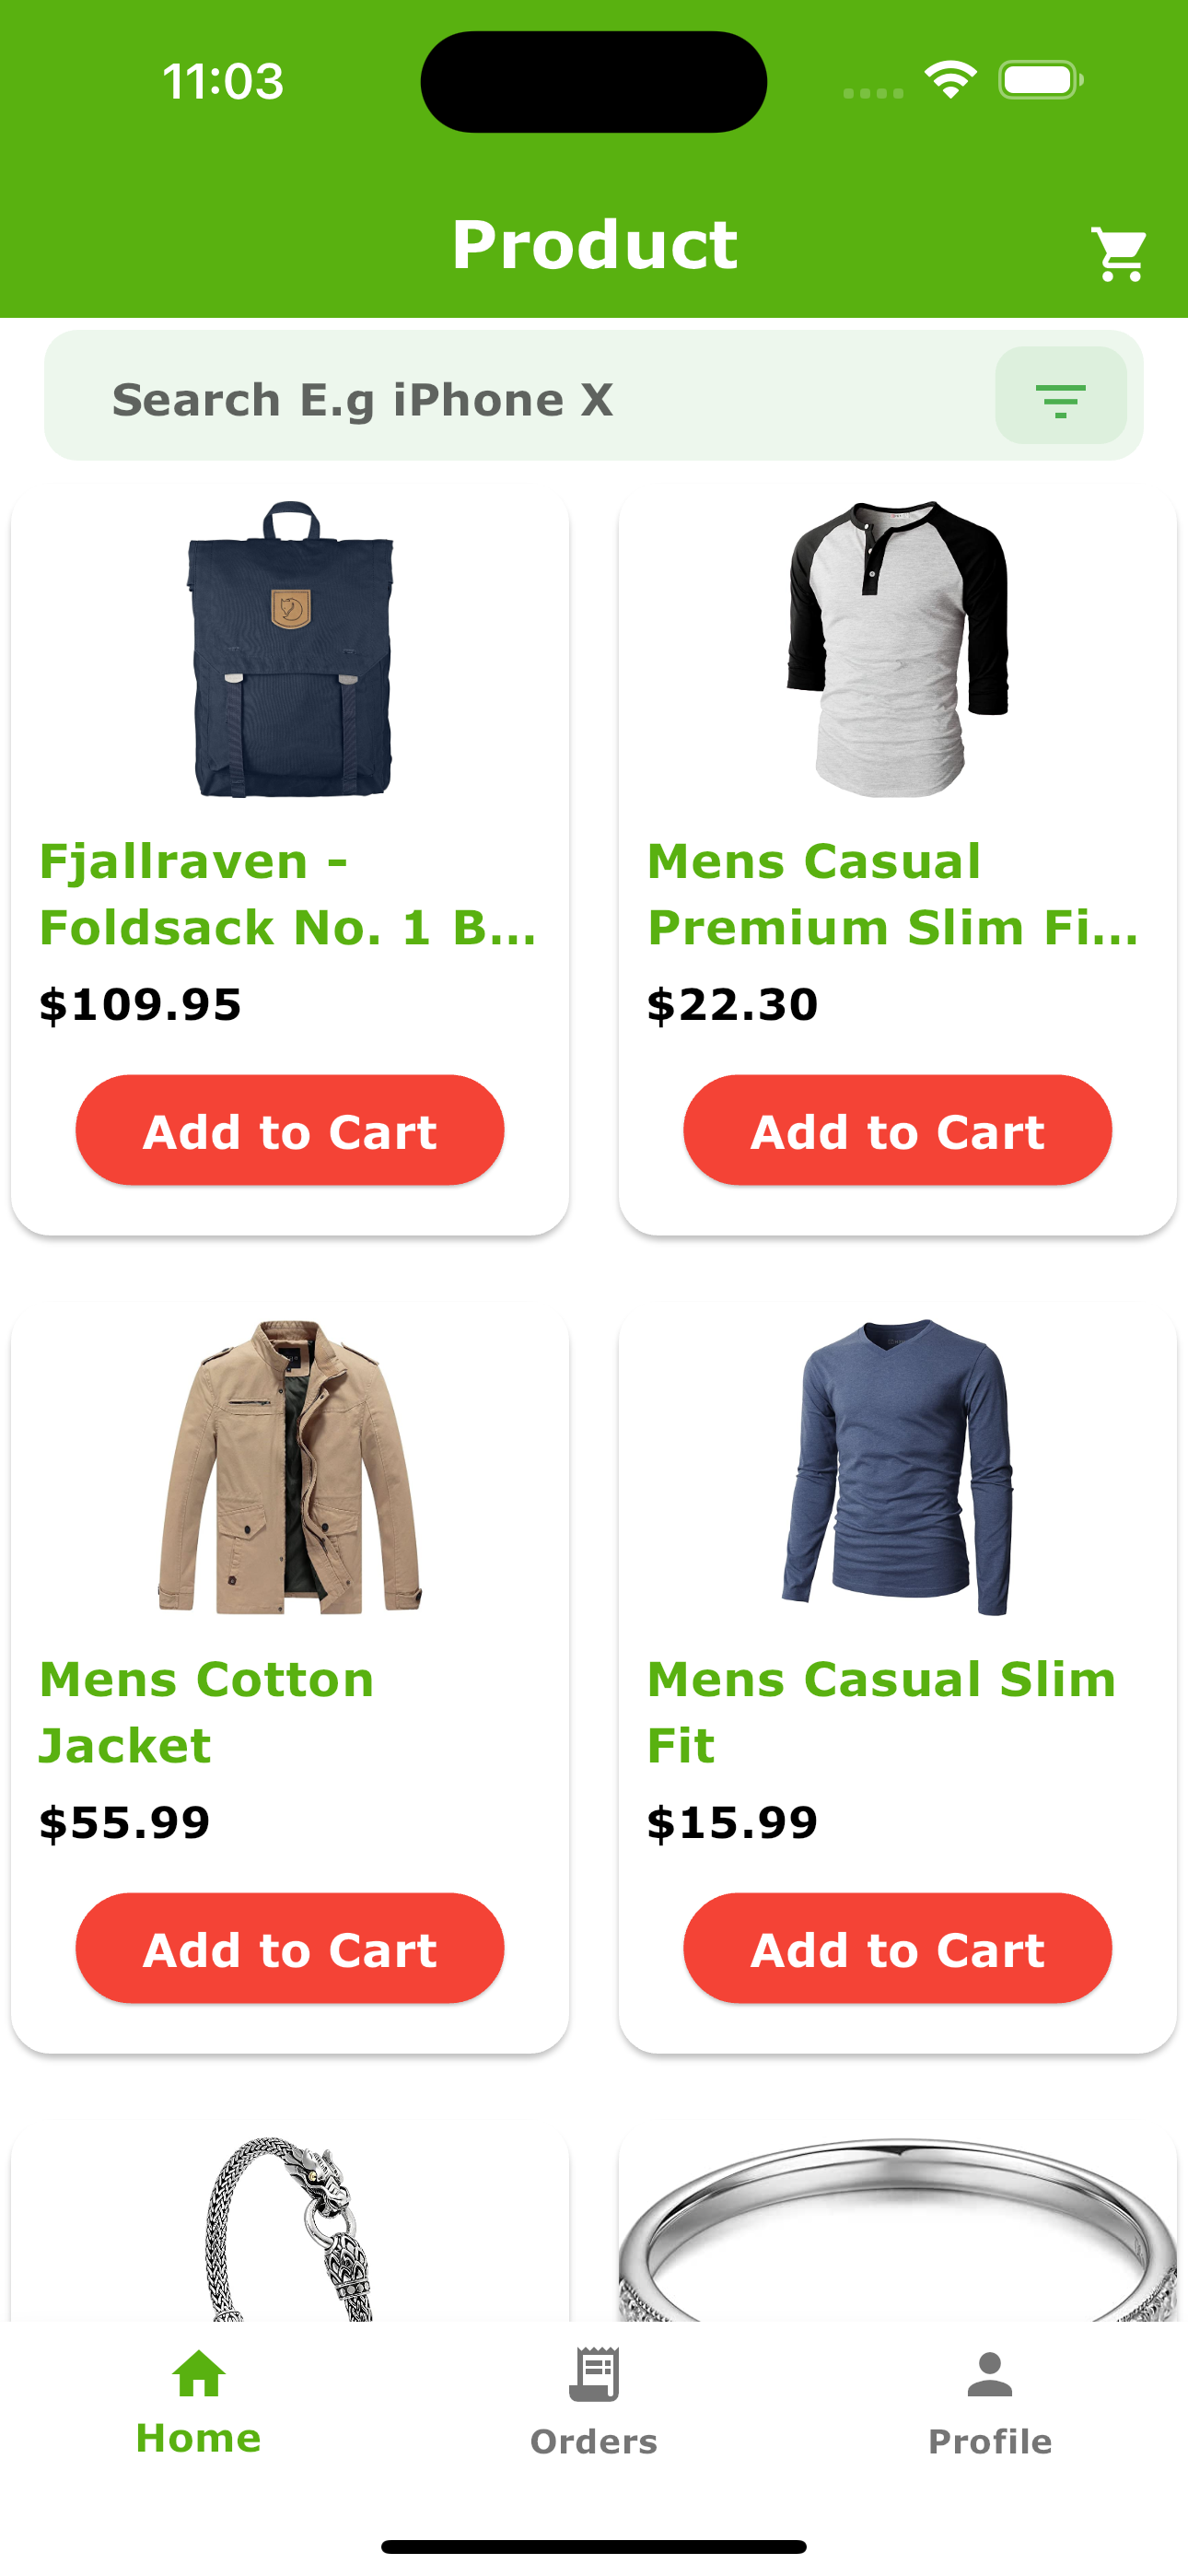 11:03
Product
Search E.g iPhone X
Fjallraven -
Foldsack No. 1 B...
$109.95
Add to Cart
Mens Casual
Premium Slim Fi...
$22.30
Add to Cart
Mens Cotton
Jacket
$55.99
Add to Cart
Mens Casual Slim
Fit
$15.99
Add to Cart
Home
Orders
Profile